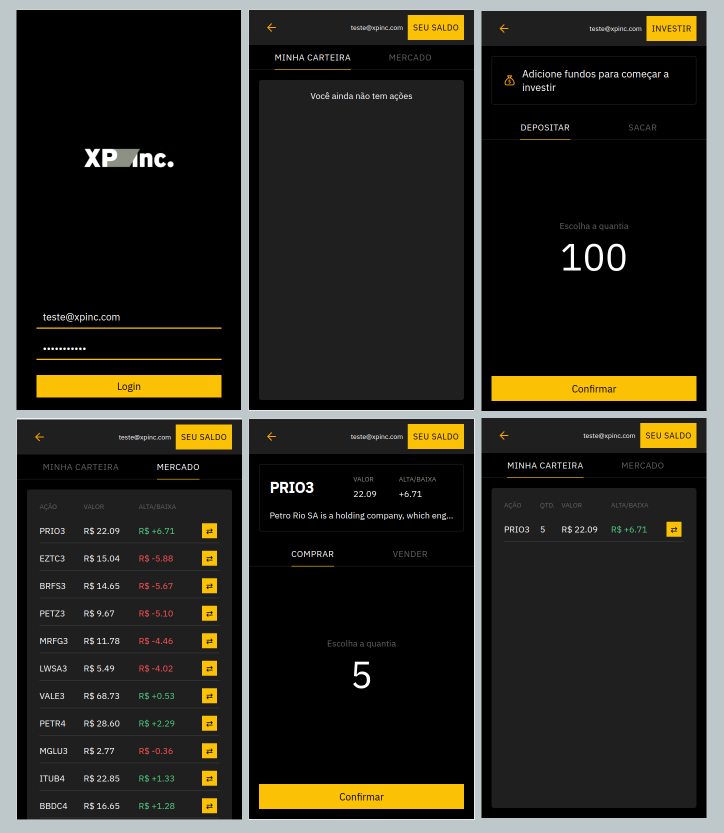 XP inc.
teste@xpinc.com
•••••••••••
Login
←
teste@xpinc.com
SEU SALDO
MINHA CARTEIRA MERCADO
Você ainda não tem ações
←
teste@xpinc.com
INVESTIR
Adicione fundos para começar a
investir
DEPOSITAR SACAR
Escolha a quantia
100
Confirmar
←
teste@xpinc.com
SEU SALDO
MINHA CARTEIRA MERCADO
AÇÃO VALOR ALTA/BAIXA
PRIO3 R$ 22.09 R$ +6.71 ⇄
EZTC3 R$ 15.04 R$ -5.88 ⇄
BRFS3 R$ 14.65 R$ -5.67 ⇄
PETZ3 R$ 9.67 R$ -5.10 ⇄
MRFG3 R$ 11.78 R$ -4.46 ⇄
LWSA3 R$ 5.49 R$ -4.02 ⇄
VALE3 R$ 68.73 R$ +0.53 ⇄
PETR4 R$ 28.60 R$ +2.29 ⇄
MGLU3 R$ 2.77 R$ -0.36 ⇄
ITUB4 R$ 22.85 R$ +1.33 ⇄
BBDC4 R$ 16.65 R$ +1.28 ⇄
←
teste@xpinc.com
SEU SALDO
PRIO3
VALOR ALTA/BAIXA
22.09 +6.71
Petro Rio SA is a holding company, which eng...
COMPRAR VENDER
Escolha a quantia
5
Confirmar
←
teste@xpinc.com
SEU SALDO
MINHA CARTEIRA MERCADO
AÇÃO QTD. VALOR ALTA/BAIXA
PRIO3 5 R$ 22.09 R$ +6.71 ⇄